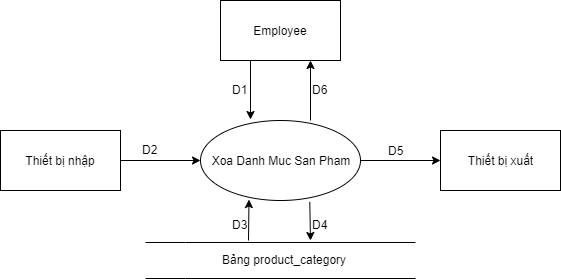 Employee
D1
D6
Thiết bị nhập
D2
Xoa Danh Muc San Pham
D5
Thiết bị xuất
D3
D4
Bảng product_category